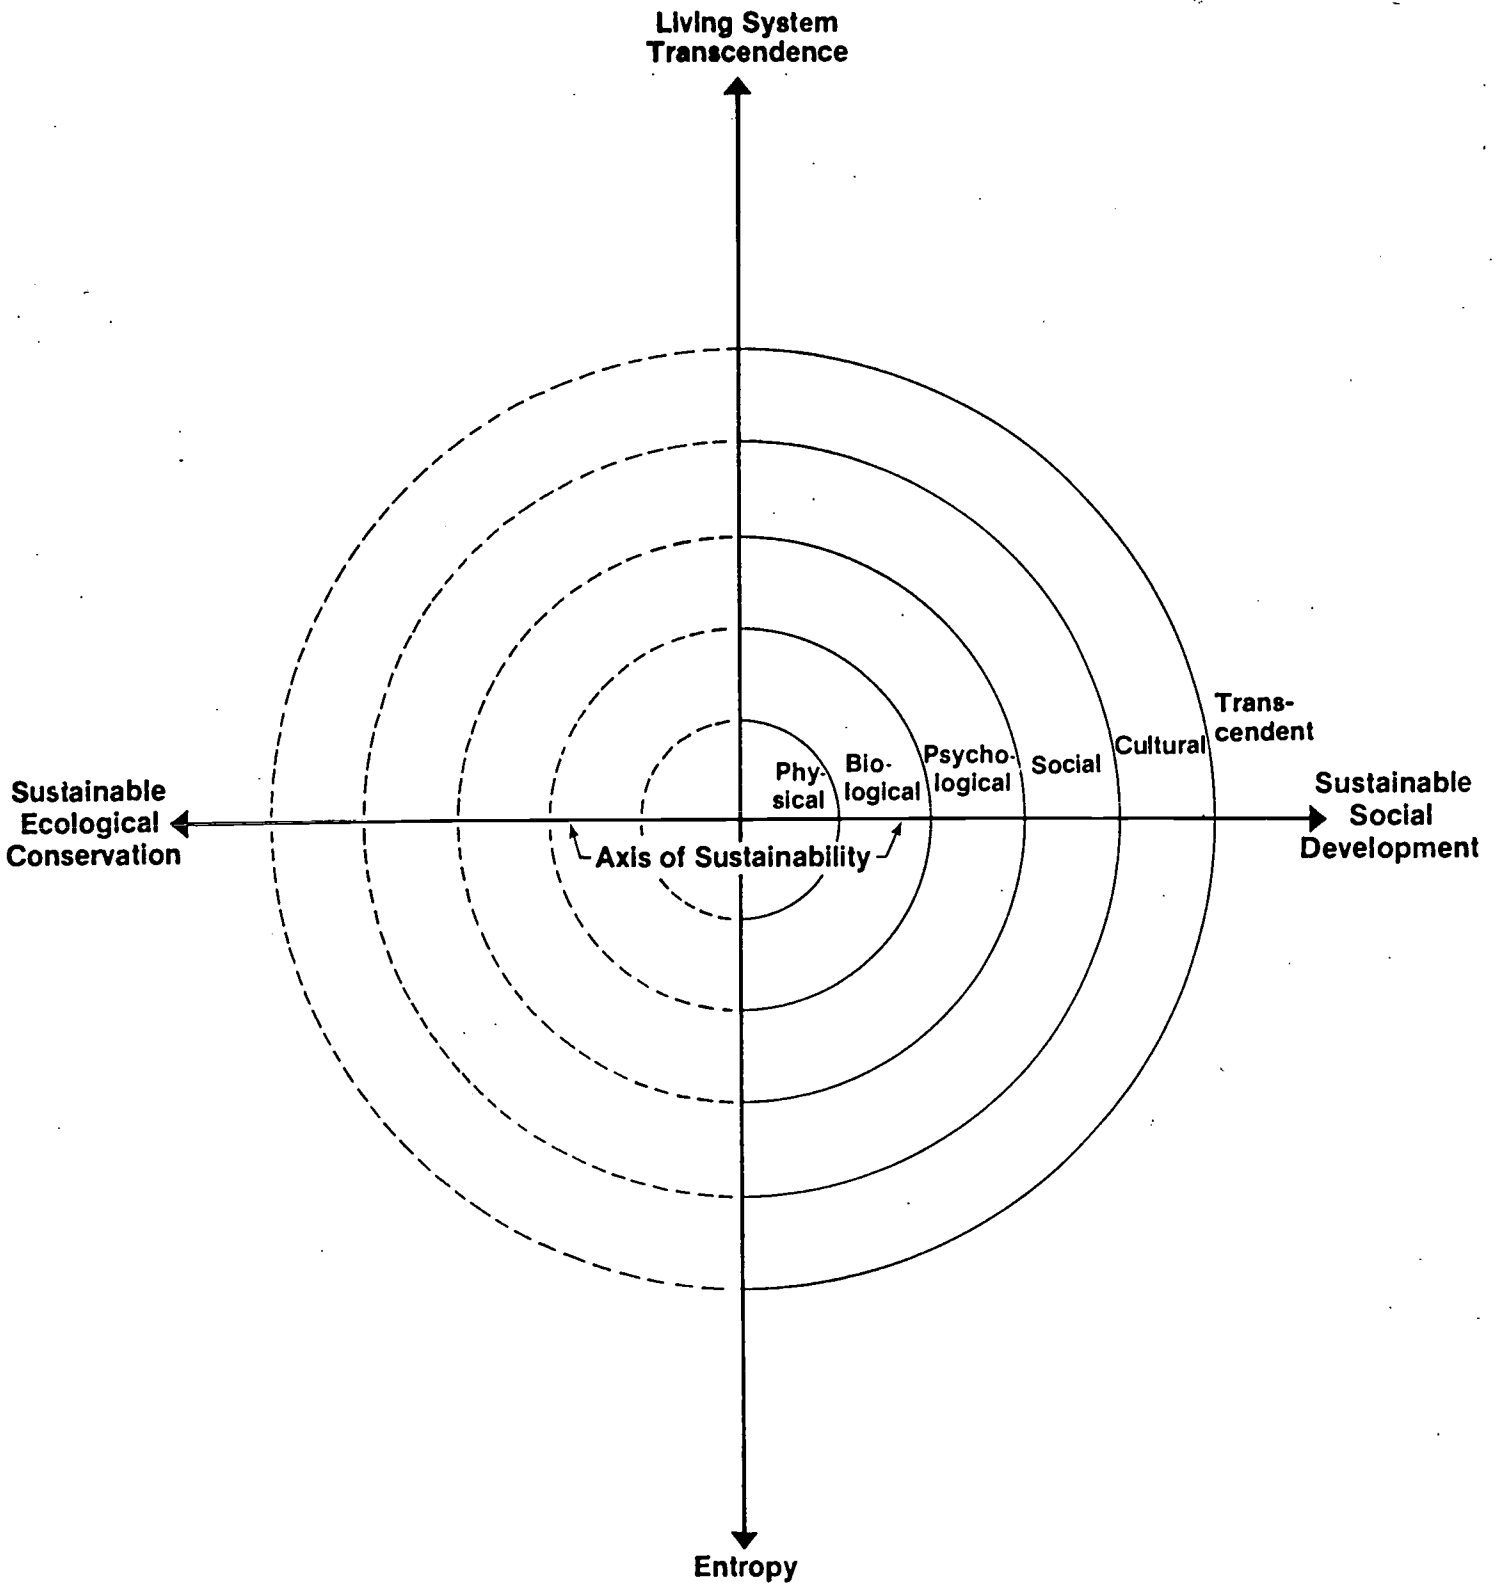 Living System
Transcendence
Trans-
cendent
Cultural
Social
Psycho-
logical
Bio-
logical
Phy-
sical
Sustainable
Ecological
Conservation
Sustainable
Social
Development
Axis of Sustainability
Entropy